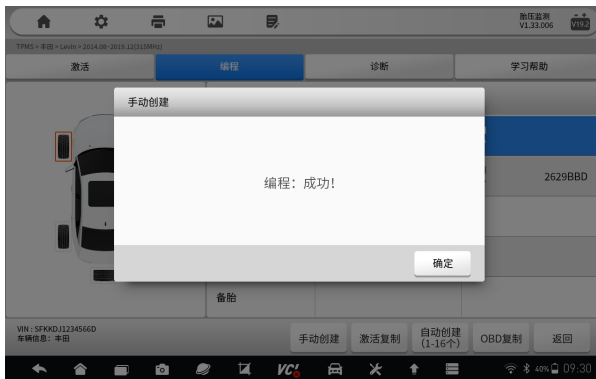 胎压监测
V1.33.006
V19.2
TPMS > 丰田 > Levin > 2014.08-2019.12(315MHz)
激活
编程
诊断
学习帮助
手动创建
编程：成功!
2629BBD
确定
备胎
VIN : SFKKDJ1234566D
车辆信息：丰田
手动创建
激活复制
自动创建
(1-16个)
OBD复制
返回
VCI
40%
09:30